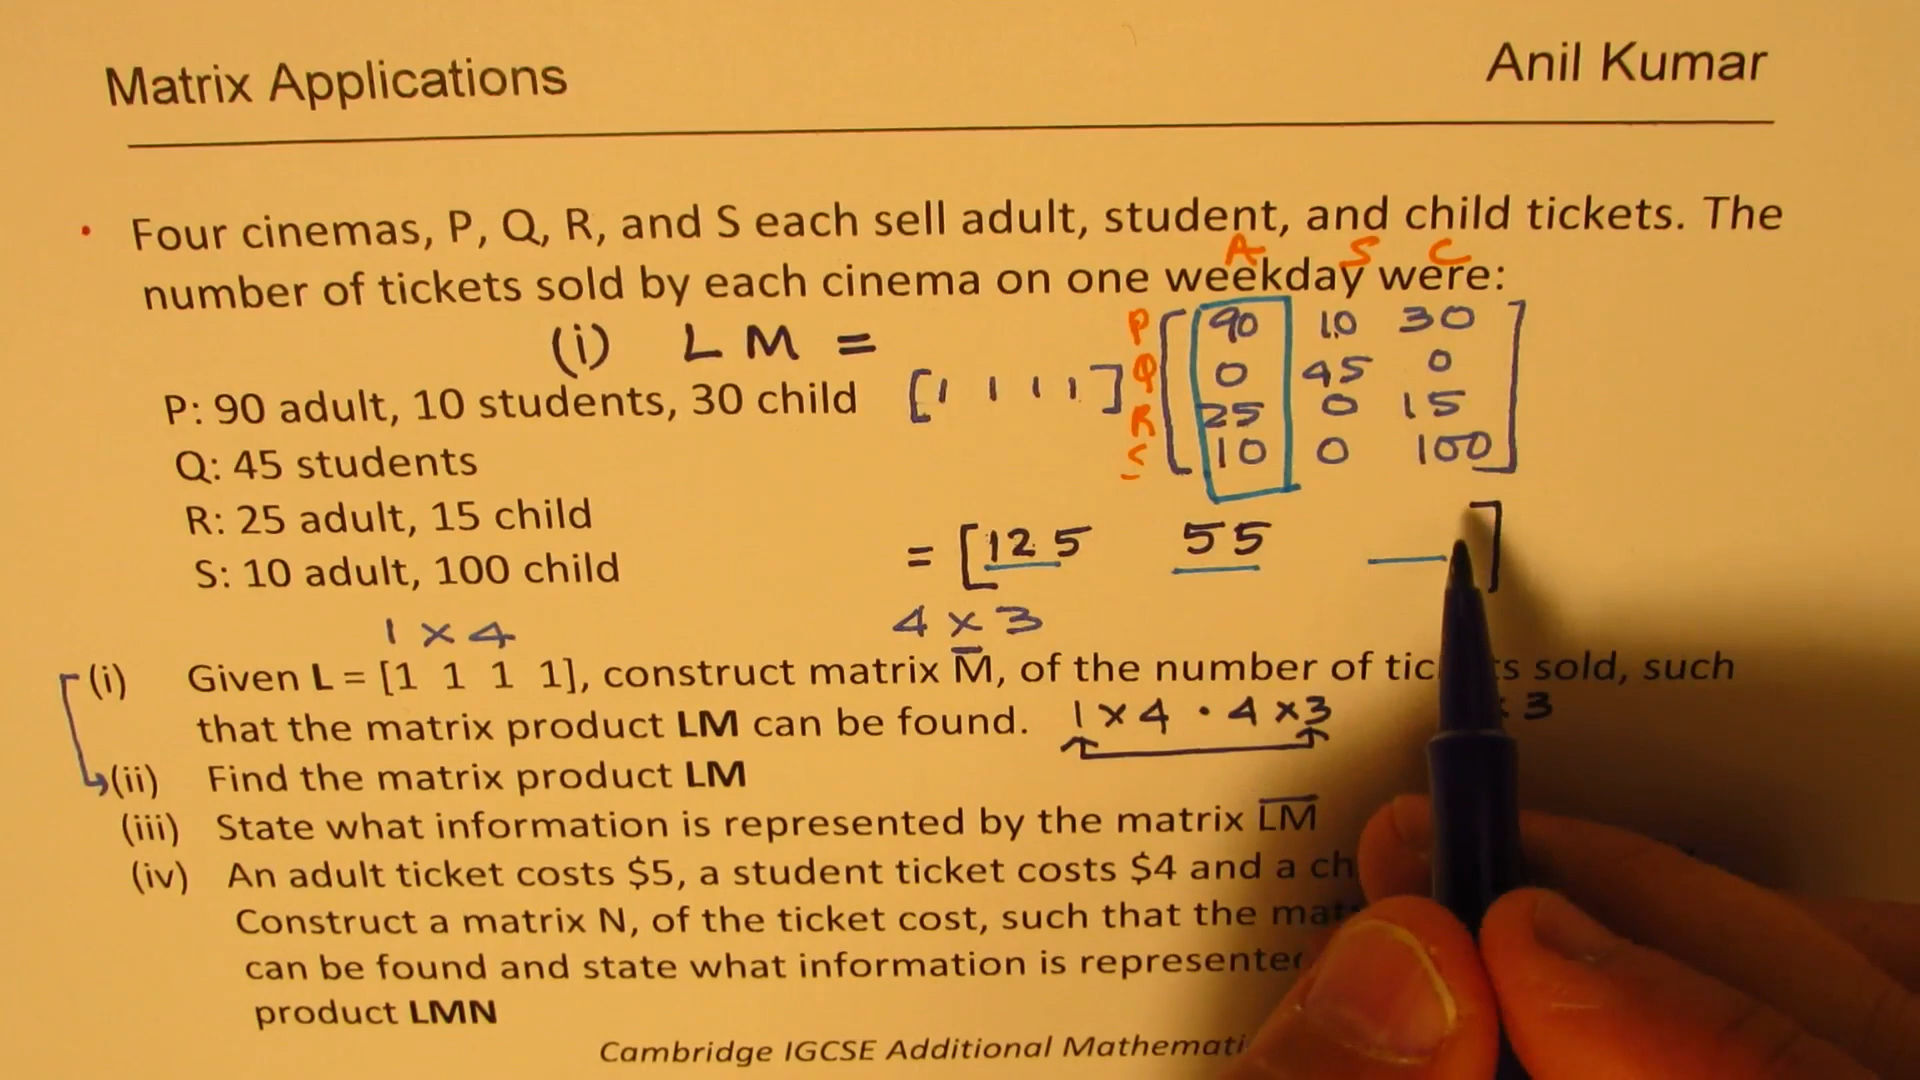 Matrix Applications
Anil Kumar
Four cinemas, P, Q, R, and S each sell adult, student, and child tickets. The
number of tickets sold by each cinema on one weekday were:
A S C
(i) LM =
[1 1 1 1]
P [90 10 30
Q 0 45 0
R 25 0 15
S 10 0 100]
P: 90 adult, 10 students, 30 child
Q: 45 students
R: 25 adult, 15 child
S: 10 adult, 100 child
= [125 55 __]
1 × 4
4 × 3
(i) Given L = [1 1 1 1], construct matrix M, of the number of sold, such
that the matrix product LM can be found.
1 × 4 · 4 × 3
3
(ii) Find the matrix product LM
(iii) State what information is represented by the matrix LM
(iv) An adult ticket costs $5, a student ticket costs $4 and a
Construct a matrix N, of the ticket cost, such that the
can be found and state what information is
product LMN
Cambridge IGCSE Additional